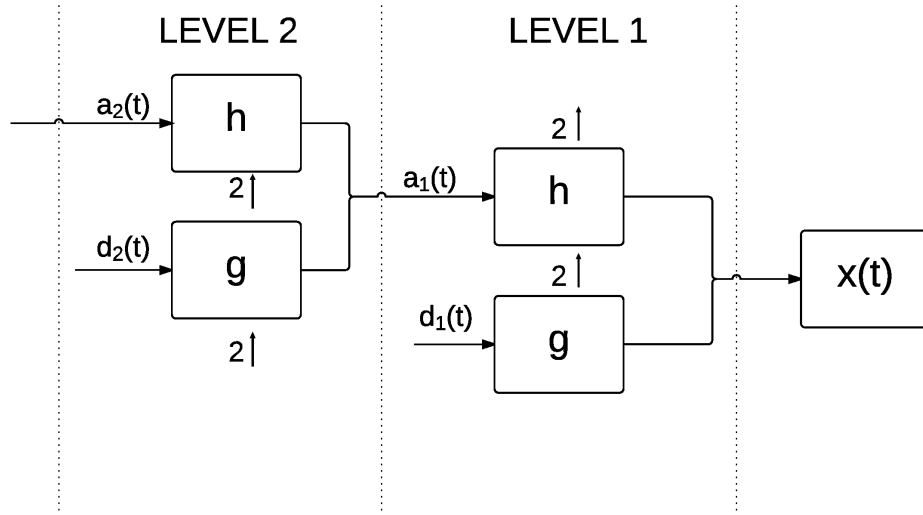 LEVEL 2
LEVEL 1
a2(t)
h
2
d2(t)
g
2
a1(t)
2
h
2
d1(t)
g
x(t)